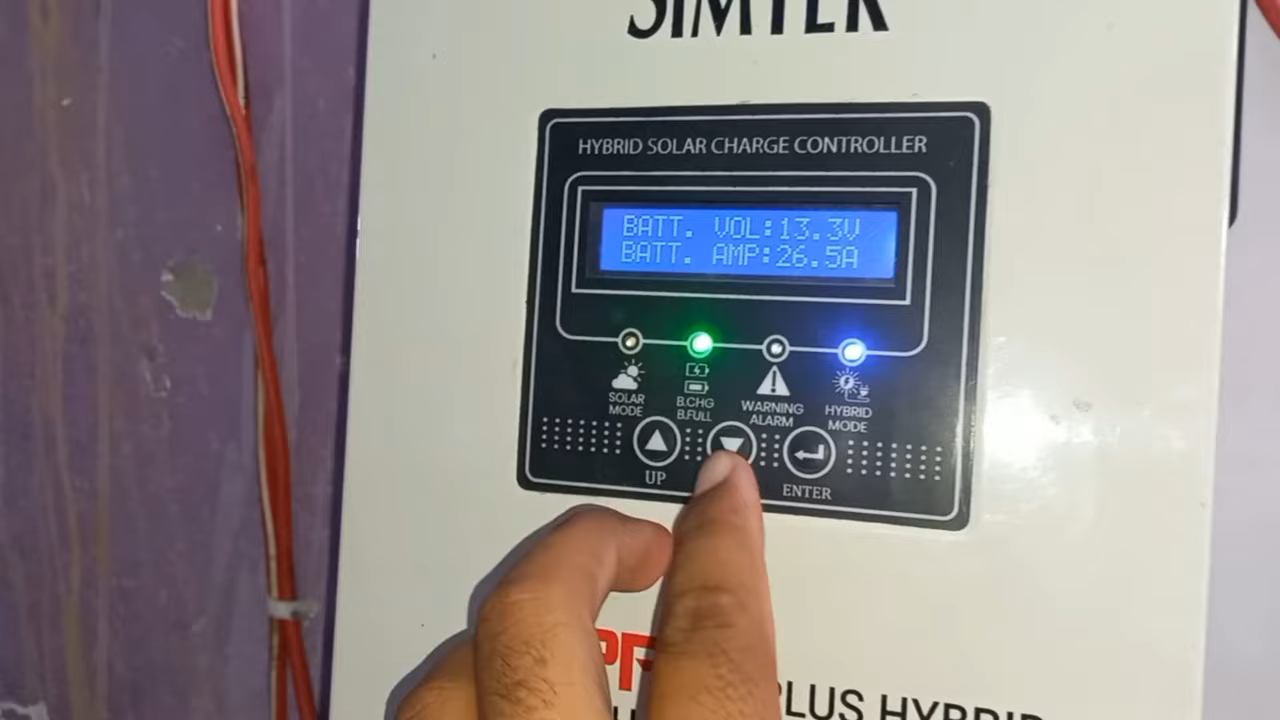 SIMTEK
HYBRID SOLAR CHARGE CONTROLLER
BATT. VOL:13.3V
BATT. AMP:26.5A
SOLAR
MODE
B.CHG
B.FULL
WARNING
ALARM
HYBRID
MODE
UP
ENTER
PLUS HYBRID